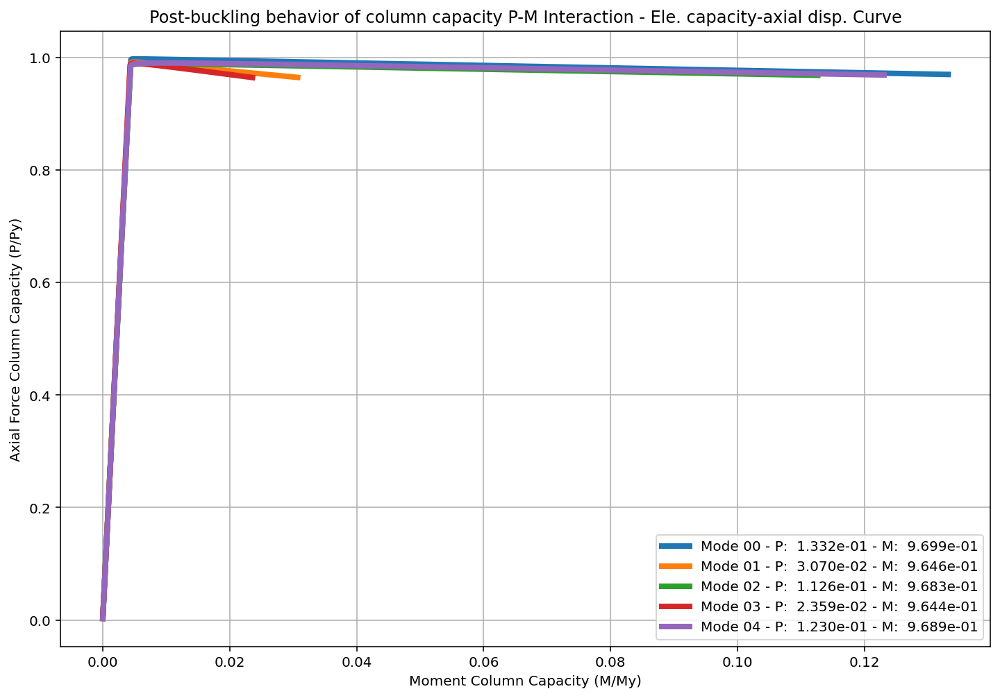 Post-buckling behavior of column capacity P-M Interaction - Ele. capacity-axial disp. Curve
1.0
0.8
0.6
0.4
0.2
0.0
Axial Force Column Capacity (P/Py)
Mode 00 - P:  1.332e-01 - M:  9.699e-01
Mode 01 - P:  3.070e-02 - M:  9.646e-01
Mode 02 - P:  1.126e-01 - M:  9.683e-01
Mode 03 - P:  2.359e-02 - M:  9.644e-01
Mode 04 - P:  1.230e-01 - M:  9.689e-01
0.00 0.02 0.04 0.06 0.08 0.10 0.12
Moment Column Capacity (M/My)